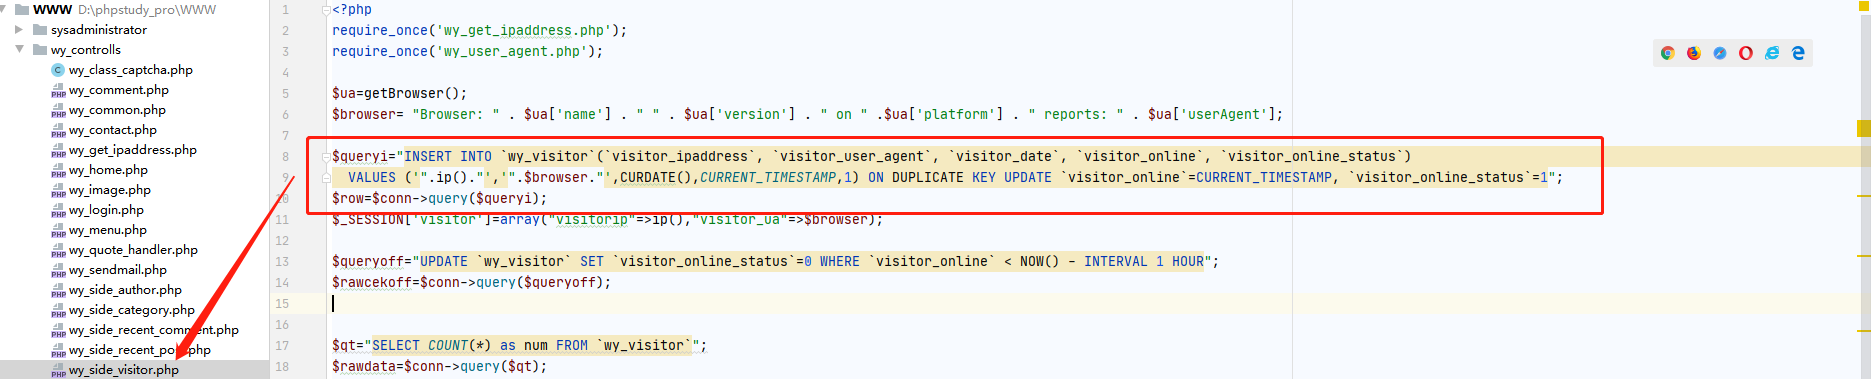 WWW D:\phpstudy_pro\WWW
sysadministrator
wy_controlls
wy_class_captcha.php
wy_comment.php
wy_common.php
wy_contact.php
wy_get_ipaddress.php
wy_home.php
wy_image.php
wy_login.php
wy_menu.php
wy_quote_handler.php
wy_sendmail.php
wy_side_author.php
wy_side_category.php
wy_side_recent_comment.php
wy_side_recent_po .php
wy_side_visitor.php
1 <?php
2 require_once('wy_get_ipaddress.php');
3 require_once('wy_user_agent.php');
4
5 $ua=getBrowser();
6 $browser= "Browser: " . $ua['name'] . " " . $ua['version'] . " on " .$ua['platform'] . " reports: " . $ua['userAgent'];
7
8 $queryi="INSERT INTO `wy_visitor`(`visitor_ipaddress`, `visitor_user_agent`, `visitor_date`, `visitor_online`, `visitor_online_status`)
9 VALUES ('".ip()."','".$browser."',CURDATE(),CURRENT_TIMESTAMP,1) ON DUPLICATE KEY UPDATE `visitor_online`=CURRENT_TIMESTAMP, `visitor_online_status`=1";
10 $row=$conn->query($queryi);
11 $_SESSION['visitor']=array("visitorip"=>ip(),"visitor_ua"=>$browser);
12
13 $queryoff="UPDATE `wy_visitor` SET `visitor_online_status`=0 WHERE `visitor_online` < NOW() - INTERVAL 1 HOUR";
14 $rawcekoff=$conn->query($queryoff);
15
16
17 $qt="SELECT COUNT(*) as num FROM `wy_visitor`";
18 $rawdata=$conn->query($qt);